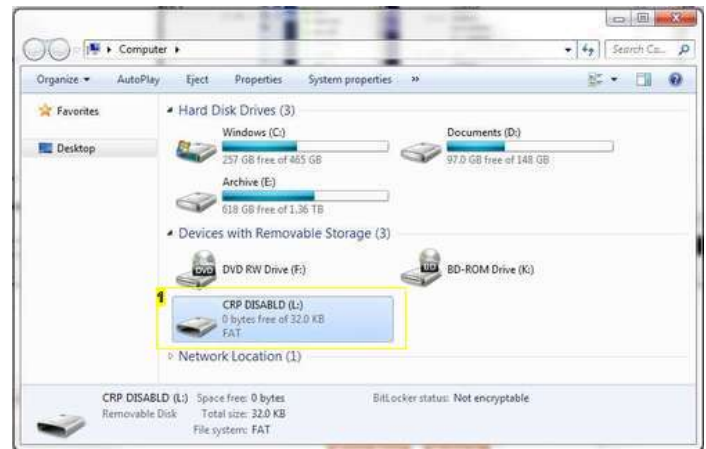 Computer
Search Co...
Organize AutoPlay Eject Properties System properties »
Favorites
Desktop
Hard Disk Drives (3)
Windows (C:)
257 GB free of 465 GB
Documents (D:)
97.0 GB free of 148 GB
Archive (E:)
618 GB free of 1.36 TB
Devices with Removable Storage (3)
DVD RW Drive (F:)
BD-ROM Drive (K:)
1
CRP DISABLD (L:)
0 bytes free of 32.0 KB
FAT
Network Location (1)
CRP DISABLD (L:) Space free: 0 bytes BitLocker status: Not encryptable
Removable Disk Total size: 32.0 KB
File system: FAT